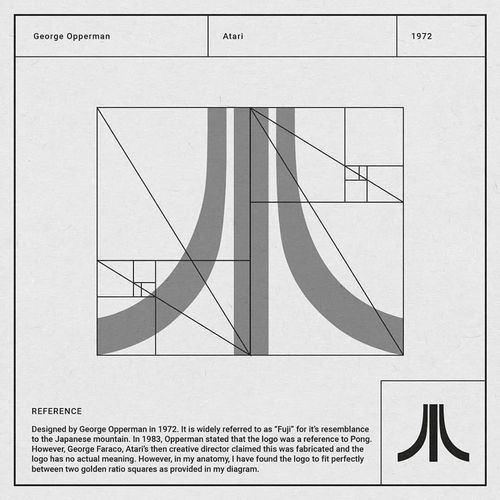 George Opperman
Atari
1972
REFERENCE
Designed by George Opperman in 1972. It is widely referred to as “Fuji” for it’s resemblance
to the Japanese mountain. In 1983, Opperman stated that the logo was a reference to Pong.
However, George Faraco, Atari’s then creative director claimed this was fabricated and the
logo has no actual meaning. However, in my anatomy, I have found the logo to fit perfectly
between two golden ratio squares as provided in my diagram.